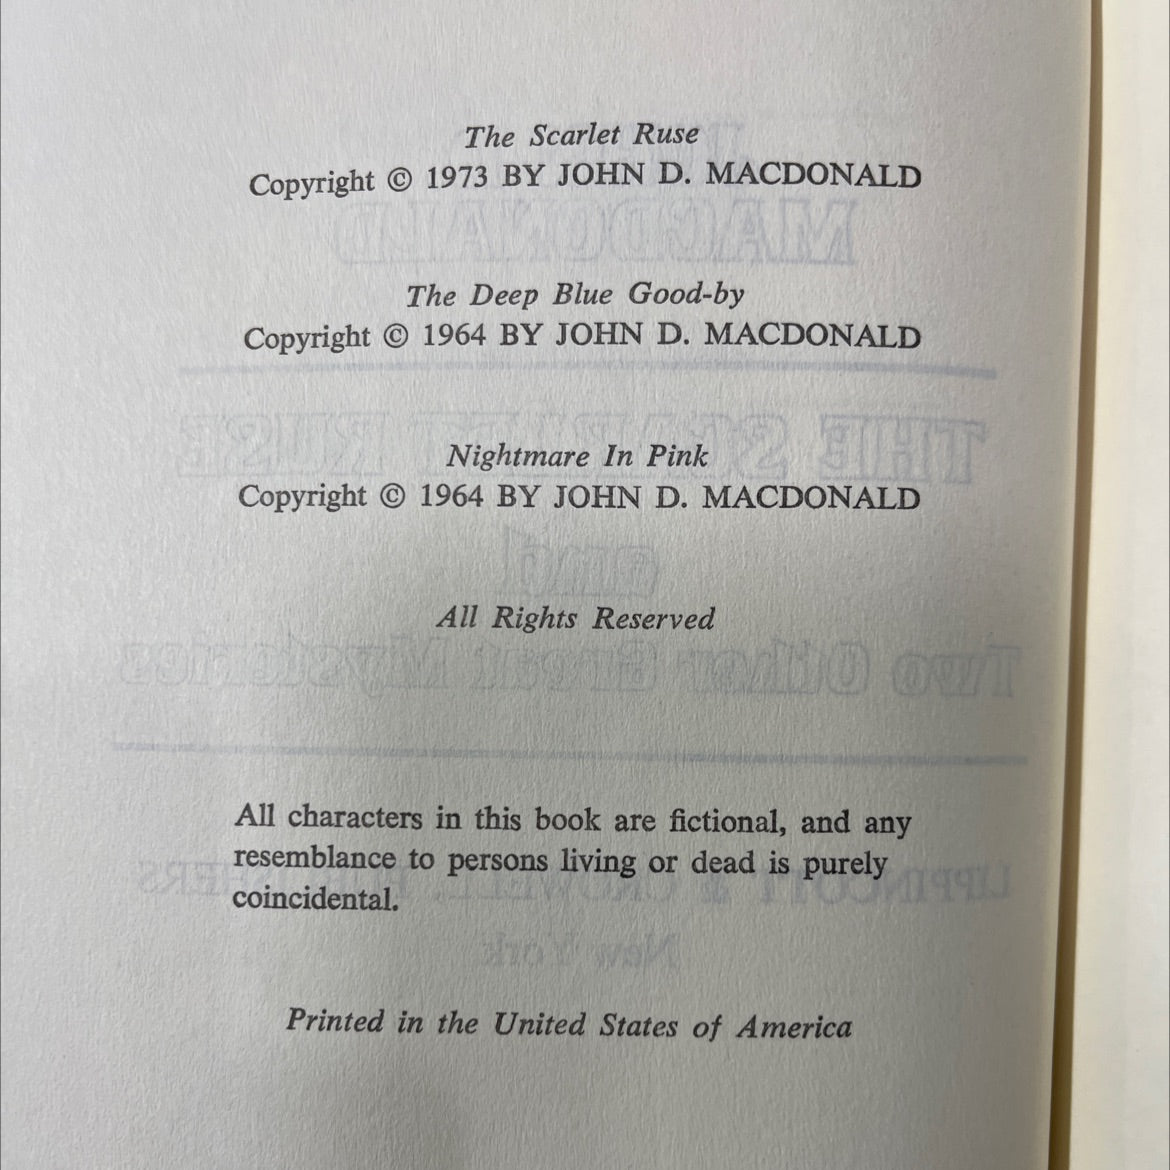 The Scarlet Ruse
Copyright © 1973 BY JOHN D. MACDONALD
The Deep Blue Good-by
Copyright © 1964 BY JOHN D. MACDONALD
Nightmare In Pink
Copyright © 1964 BY JOHN D. MACDONALD
All Rights Reserved
All characters in this book are fictional, and any
resemblance to persons living or dead is purely
coincidental.
Printed in the United States of America